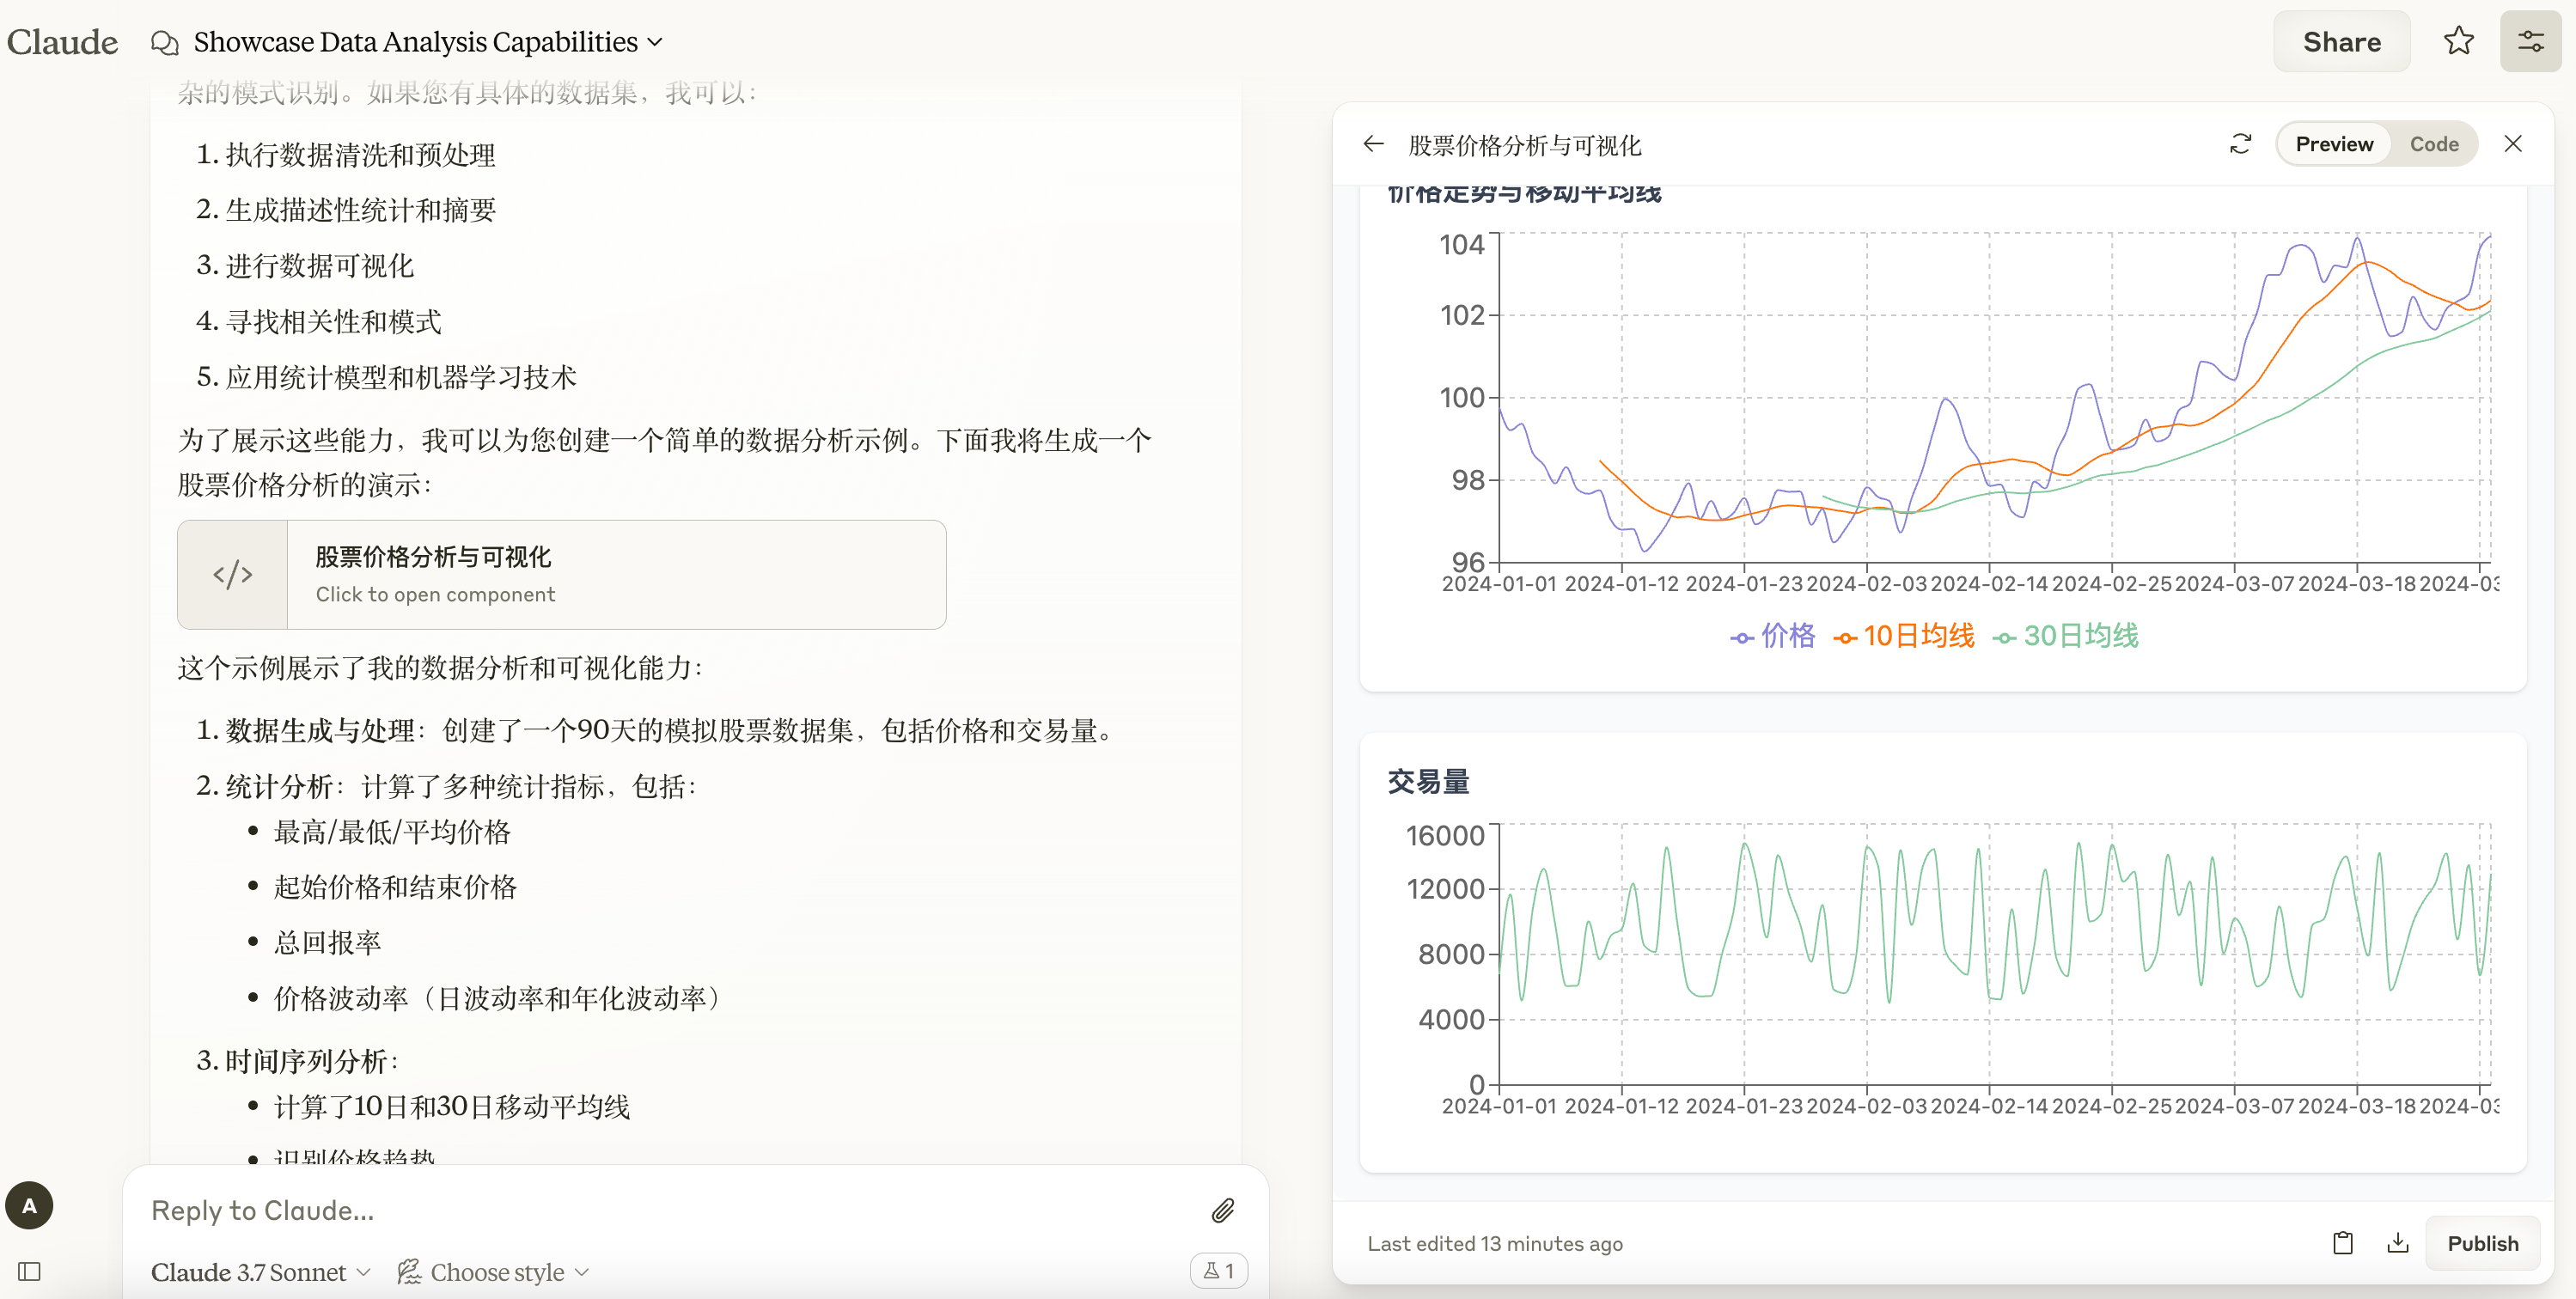 Claude
Showcase Data Analysis Capabilities
Share
杂的模式识别。如果您有具体的数据集，我可以：
1. 执行数据清洗和预处理
2. 生成描述性统计和摘要
3. 进行数据可视化
4. 寻找相关性和模式
5. 应用统计模型和机器学习技术
为了展示这些能力，我可以为您创建一个简单的数据分析示例。下面我将生成一个
股票价格分析的演示：
股票价格分析与可视化
Click to open component
这个示例展示了我的数据分析和可视化能力：
1. 数据生成与处理：创建了一个90天的模拟股票数据集，包括价格和交易量。
2. 统计分析：计算了多种统计指标，包括：
• 最高/最低/平均价格
• 起始价格和结束价格
• 总回报率
• 价格波动率（日波动率和年化波动率）
3. 时间序列分析：
• 计算了10日和30日移动平均线
• 识别价格趋势
A
Reply to Claude...
Claude 3.7 Sonnet
Choose style
1
股票价格分析与可视化
Preview
Code
价格走势与移动平均线
104
102
100
98
96
2024-01-01 2024-01-12 2024-01-23 2024-02-03 2024-02-14 2024-02-25 2024-03-07 2024-03-18 2024-03
价格 10日均线 30日均线
交易量
16000
12000
8000
4000
0
2024-01-01 2024-01-12 2024-01-23 2024-02-03 2024-02-14 2024-02-25 2024-03-07 2024-03-18 2024-03
Last edited 13 minutes ago
Publish